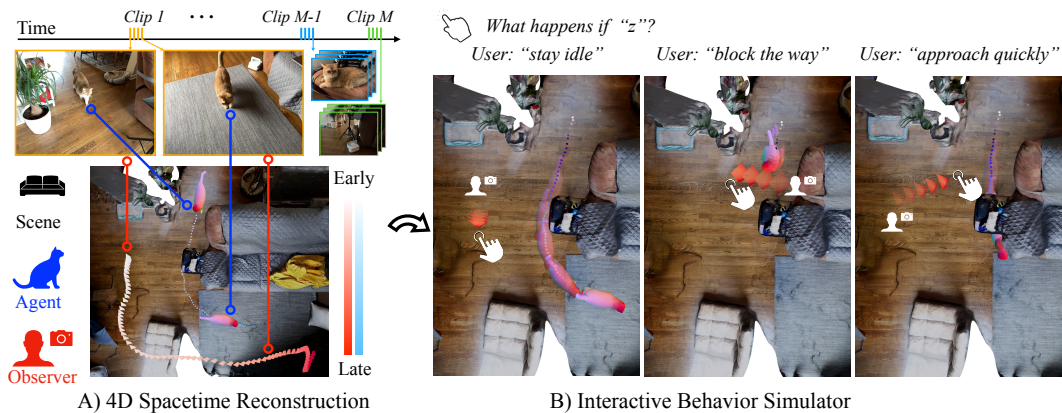 Time
Clip 1
• • •
Clip M-1
Clip M
What happens if "z"?
User: "stay idle"
User: "block the way"
User: "approach quickly"
Scene
Agent
Observer
Early
Late
A) 4D Spacetime Reconstruction
B) Interactive Behavior Simulator